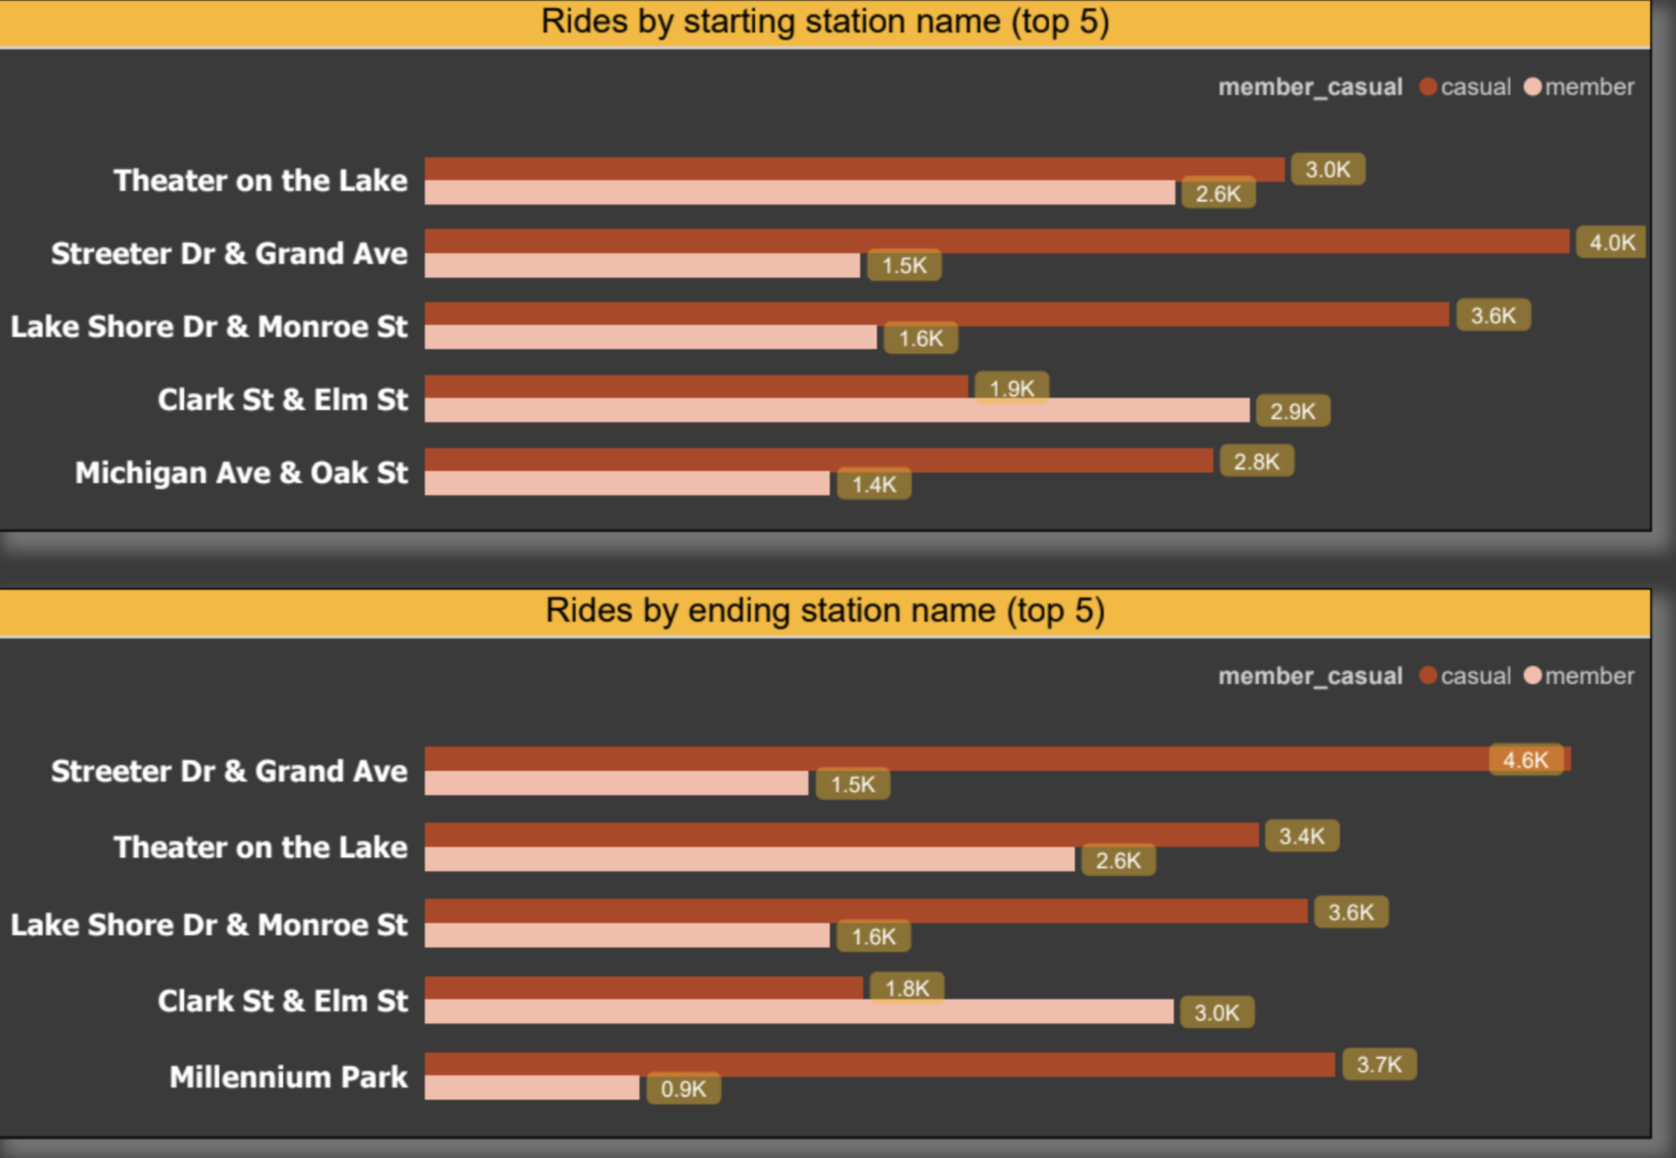 Rides by starting station name (top 5)
member_casual casual member
Theater on the Lake 3.0K
2.6K
Streeter Dr & Grand Ave 4.0K
1.5K
Lake Shore Dr & Monroe St 3.6K
1.6K
Clark St & Elm St 1.9K
2.9K
Michigan Ave & Oak St 2.8K
1.4K
Rides by ending station name (top 5)
member_casual casual member
Streeter Dr & Grand Ave 4.6K
1.5K
Theater on the Lake 3.4K
2.6K
Lake Shore Dr & Monroe St 3.6K
1.6K
Clark St & Elm St 1.8K
3.0K
Millennium Park 3.7K
0.9K